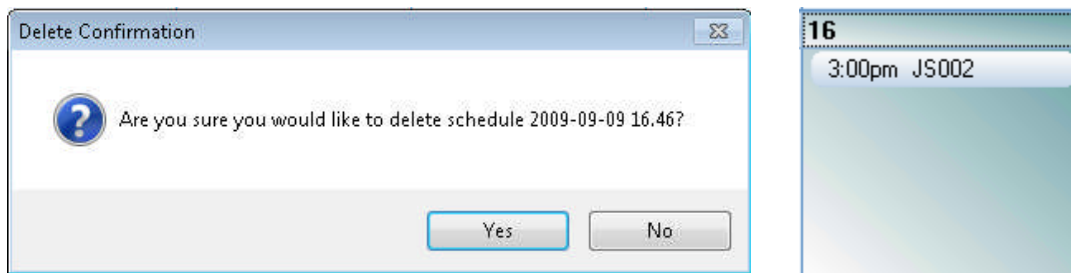 Delete Confirmation
Are you sure you would like to delete schedule 2009-09-09 16.46?
Yes
No
16
3:00pm JS002